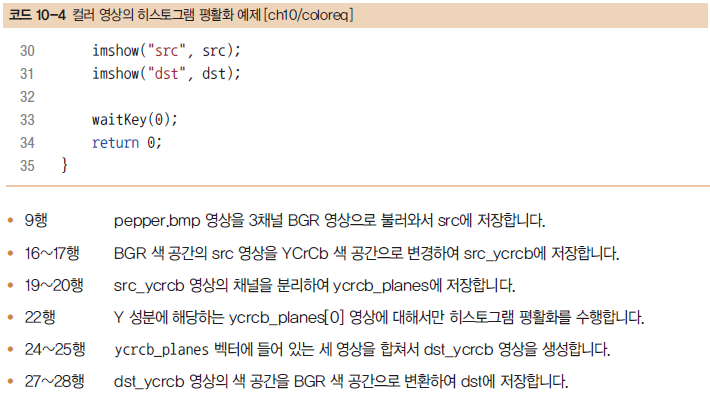 코드 10-4 컬러 영상의 히스토그램 평활화 예제[ch10/coloreq]
30 imshow("src", src);
31 imshow("dst", dst);
32
33 waitKey(0);
34 return 0;
35 }
• 9행 pepper.bmp 영상을 3채널 BGR 영상으로 불러와서 src에 저장합니다.
• 16~17행 BGR 색 공간의 src 영상을 YCrCb 색 공간으로 변경하여 src_ycrcb에 저장합니다.
• 19~20행 src_ycrcb 영상의 채널을 분리하여 ycrcb_planes에 저장합니다.
• 22행 Y 성분에 해당하는 ycrcb_planes[0] 영상에 대해서만 히스토그램 평활화를 수행합니다.
• 24~25행 ycrcb_planes 벡터에 들어 있는 세 영상을 합쳐서 dst_ycrcb 영상을 생성합니다.
• 27~28행 dst_ycrcb 영상의 색 공간을 BGR 색 공간으로 변환하여 dst에 저장합니다.